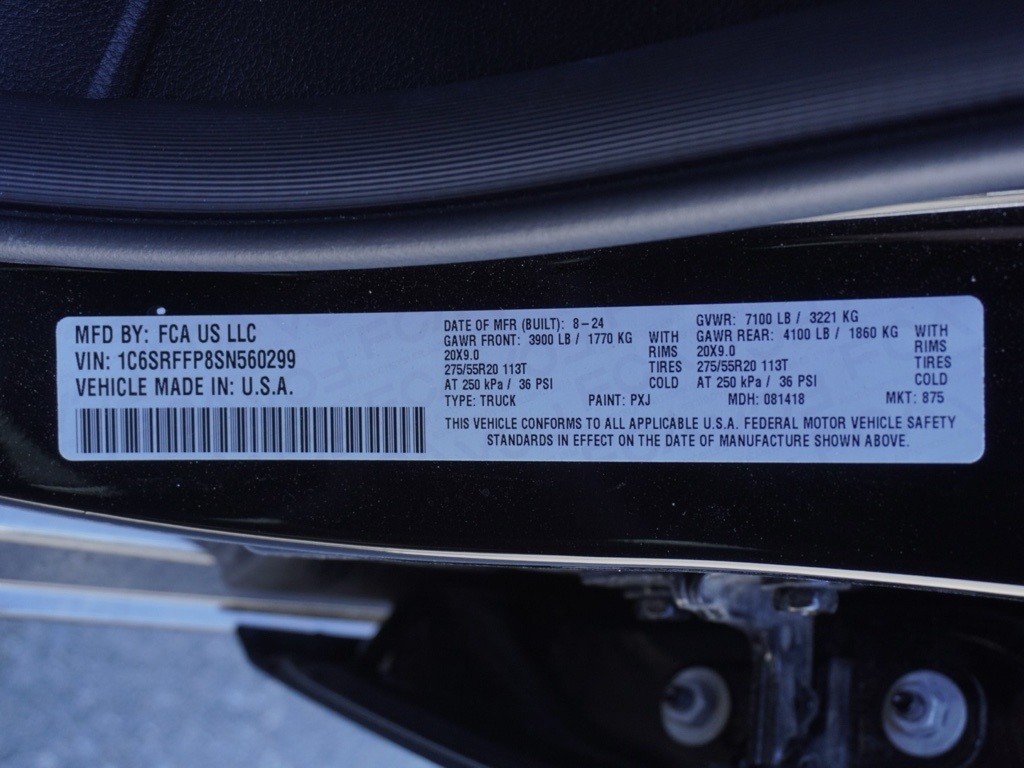 MFD BY: FCA US LLC
VIN: 1C6SRFFP8SN560299
VEHICLE MADE IN: U.S.A.
DATE OF MFR (BUILT): 8-24
GAWR FRONT: 3900 LB / 1770 KG WITH
20X9.0 RIMS
275/55R20 113T TIRES
AT 250 kPa / 36 PSI COLD
GVWR: 7100 LB / 3221 KG
GAWR REAR: 4100 LB / 1860 KG WITH
20X9.0 RIMS
275/55R20 113T TIRES
AT 250 kPa / 36 PSI COLD
TYPE: TRUCK PAINT: PXJ MDH: 081418 MKT: 875
THIS VEHICLE CONFORMS TO ALL APPLICABLE U.S.A. FEDERAL MOTOR VEHICLE SAFETY
STANDARDS IN EFFECT ON THE DATE OF MANUFACTURE SHOWN ABOVE.